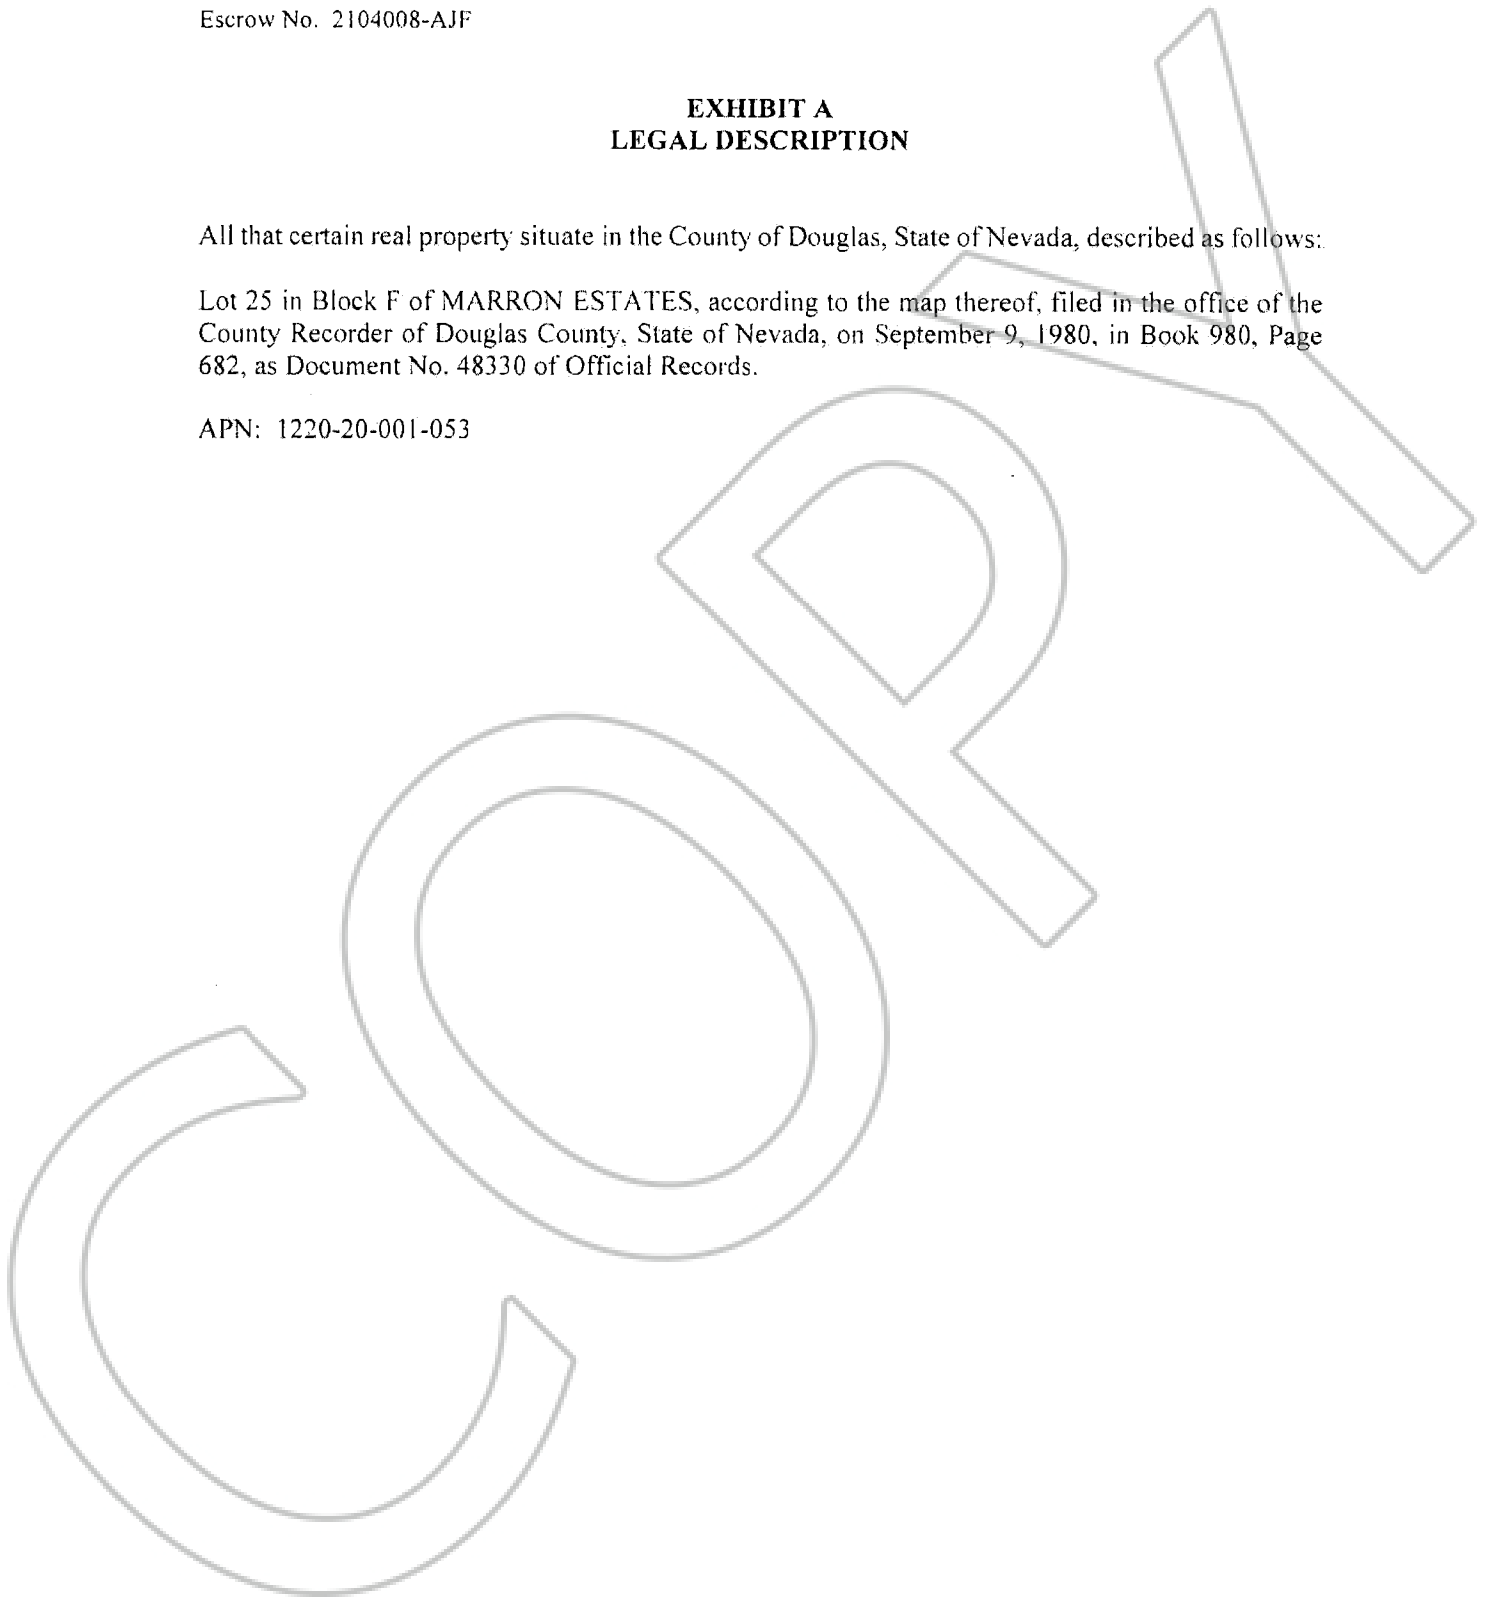 Escrow No. 2104008-AJF
EXHIBIT A
LEGAL DESCRIPTION
All that certain real property situate in the County of Douglas, State of Nevada, described as follows:
Lot 25 in Block F of MARRON ESTATES, according to the map thereof, filed in the office of the
County Recorder of Douglas County, State of Nevada, on September 9, 1980, in Book 980, Page
682, as Document No. 48330 of Official Records.
APN: 1220-20-001-053
COPY